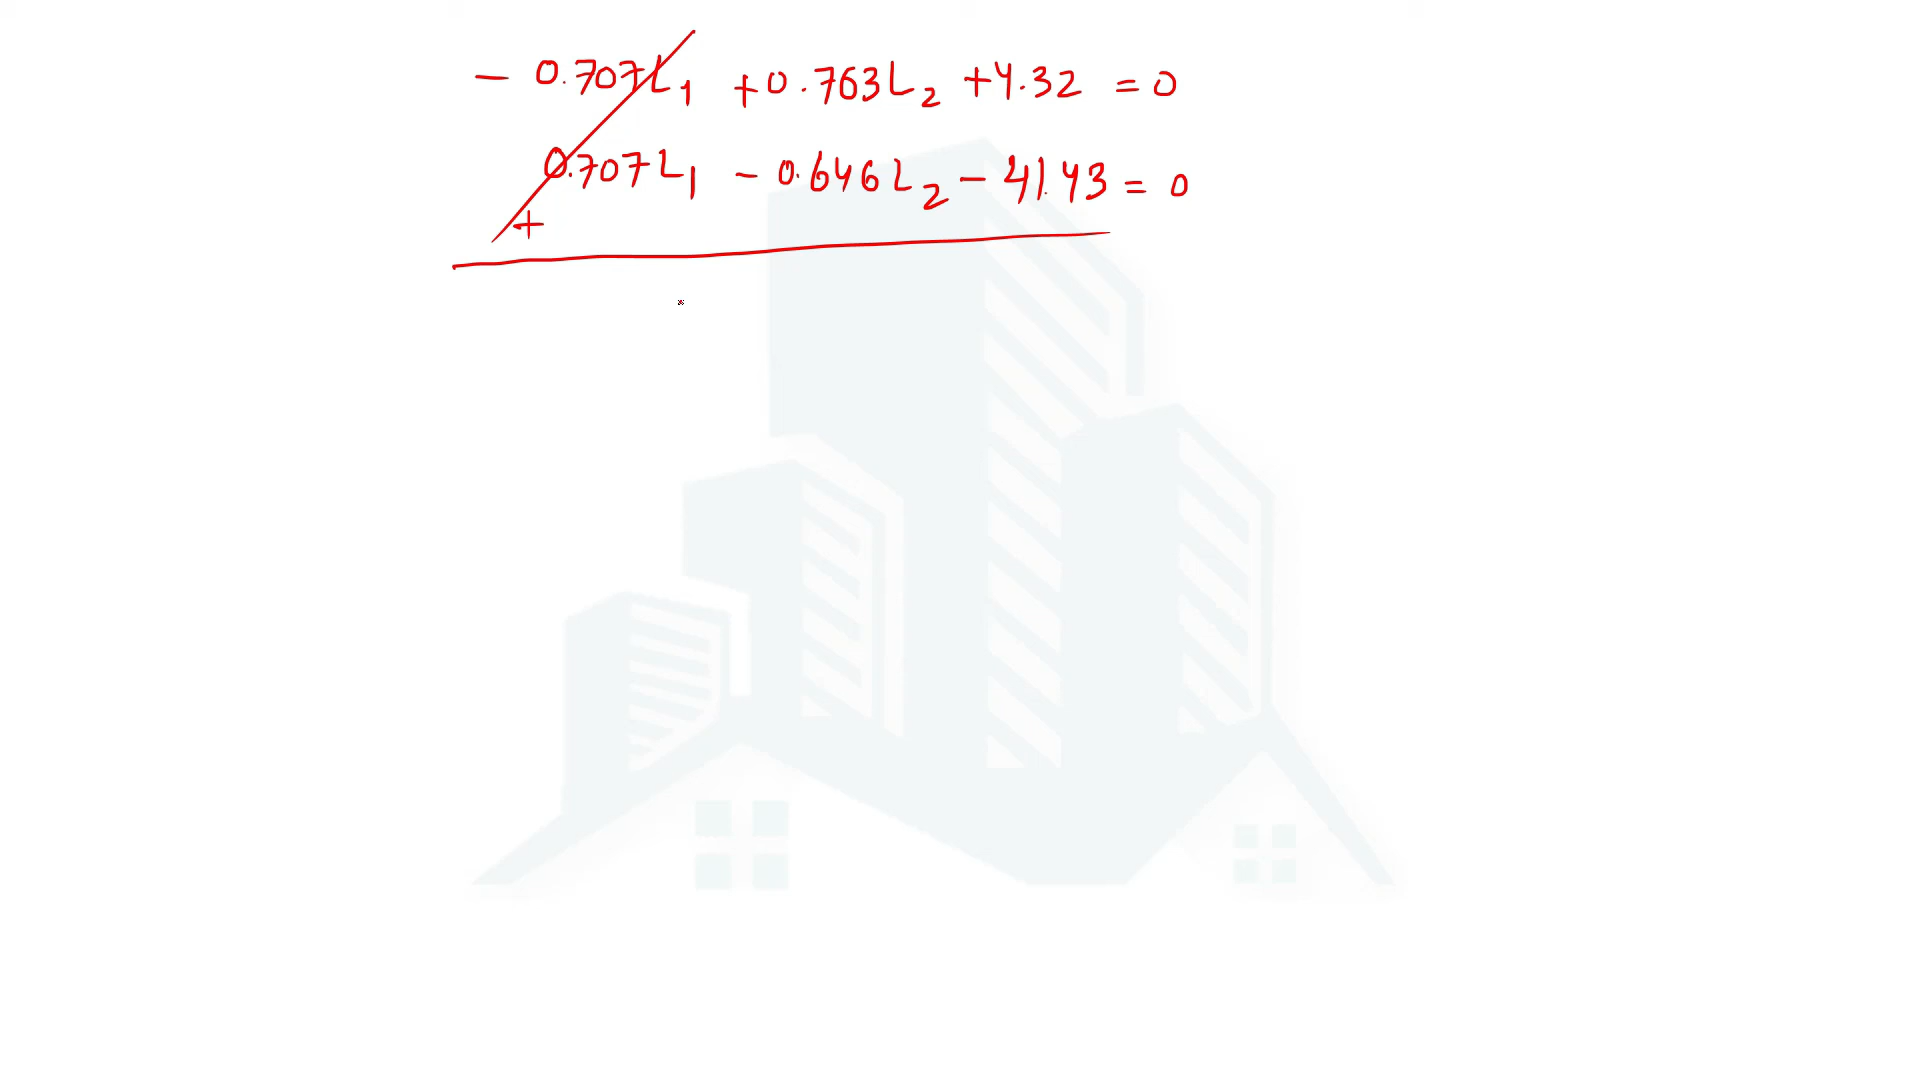 - 0.707L1 +0.763L2 +4.32 = 0
0.707L1 - 0.646L2 - 41.43 = 0
+